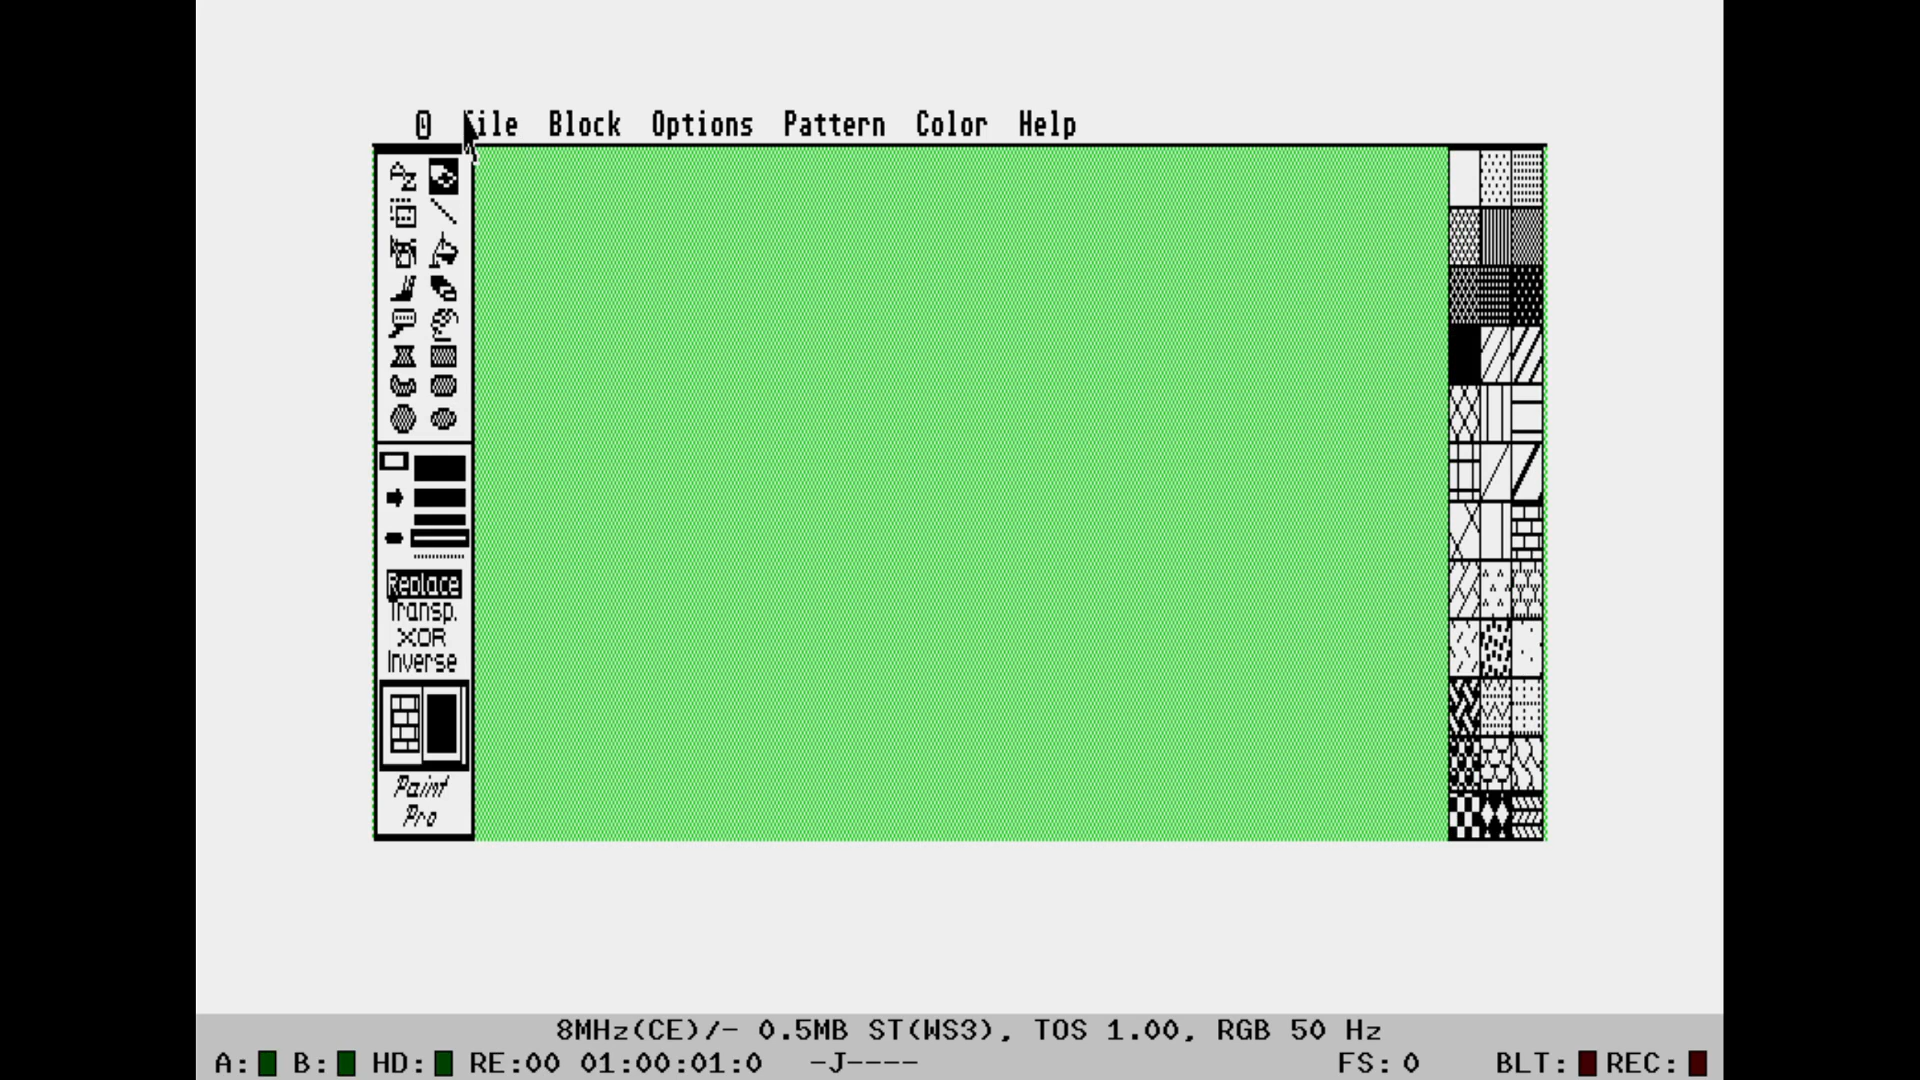 File Block Options Pattern Color Help
Replace
Transp.
XOR
Inverse
Paint
Pro
8MHz(CE)/- 0.5MB ST(WS3), TOS 1.00, RGB 50 Hz
A: B: HD: RE:00 01:00:01:0 -J---- FS: 0 BLT: REC: